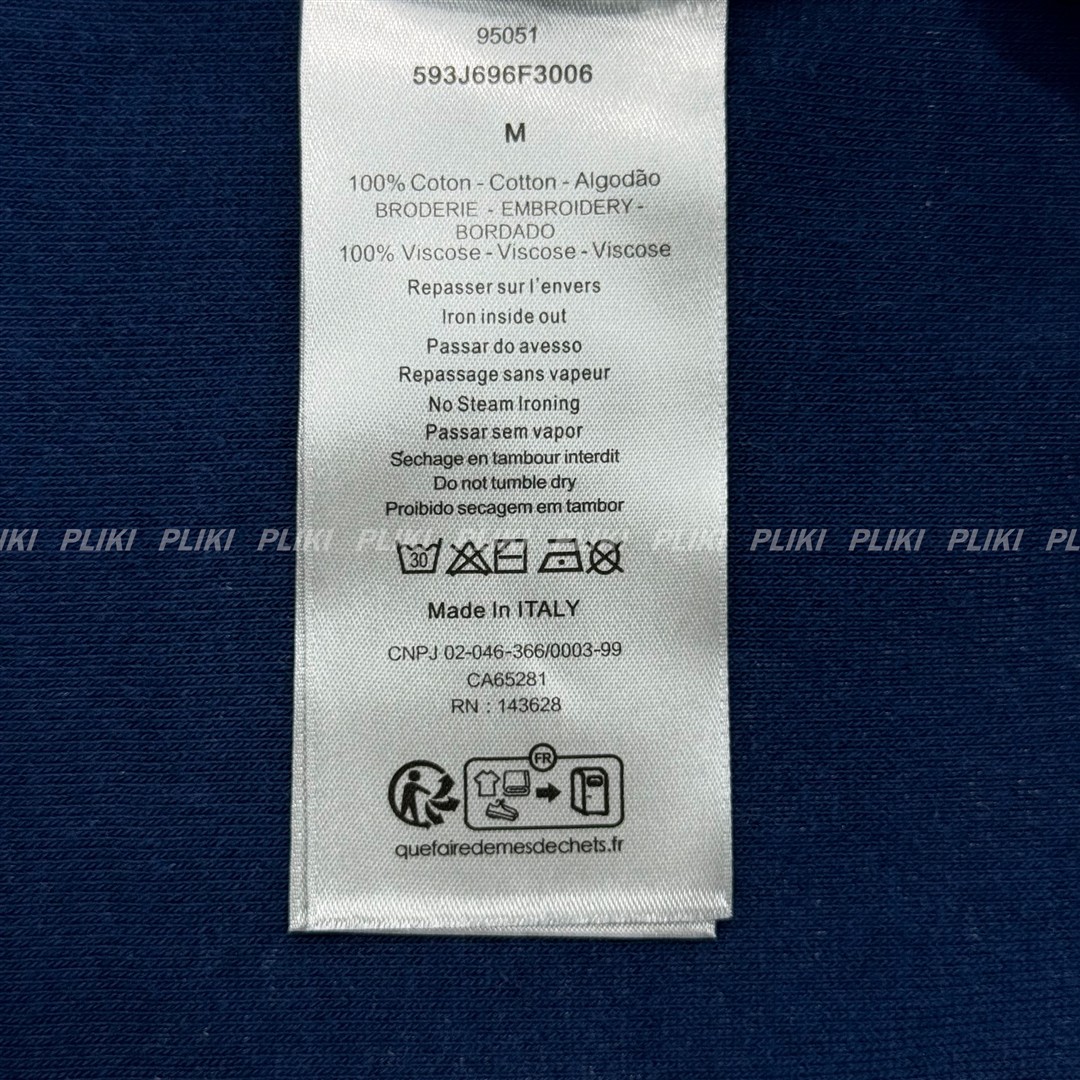 95051
593J696F3006
M
100% Coton - Cotton - Algodão
BRODERIE - EMBROIDERY -
BORDADO
100% Viscose - Viscose - Viscose
Repasser sur l'envers
Iron inside out
Passar do avesso
Repassage sans vapeur
No Steam Ironing
Passar sem vapor
Sechage en tambour interdit
Do not tumble dry
Proibido secagem em tambor
PLIKI PLIKI PLIKI PLIKI PLIKI PLIKI PLIKI
30
Made In ITALY
CNPJ 02-046-366/0003-99
CA65281
RN : 143628
FR
quefairedemesdechets.fr